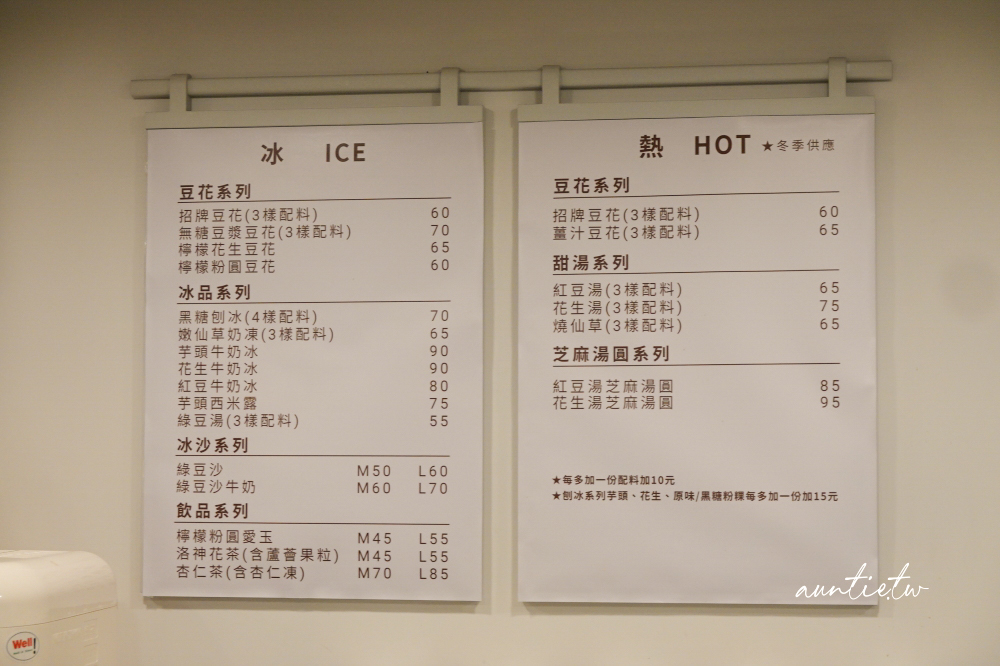 冰 ICE
豆花系列
招牌豆花(3樣配料) 60
無糖豆漿豆花(3樣配料) 70
檸檬花生豆花 65
檸檬粉圓豆花 60
冰品系列
黑糖刨冰(4樣配料) 70
嫩仙草奶凍(3樣配料) 65
芋頭牛奶冰 90
花生牛奶冰 90
紅豆牛奶冰 80
芋頭西米露 75
綠豆湯(3樣配料) 55
冰沙系列
綠豆沙 M50 L60
綠豆沙牛奶 M60 L70
飲品系列
檸檬粉圓愛玉 M45 L55
洛神花茶(含蘆薈果粒) M45 L55
杏仁茶(含杏仁凍) M70 L85
熱 HOT ★冬季供應
豆花系列
招牌豆花(3樣配料) 60
薑汁豆花(3樣配料) 65
甜湯系列
紅豆湯(3樣配料) 65
花生湯(3樣配料) 75
燒仙草(3樣配料) 65
芝麻湯圓系列
紅豆湯芝麻湯圓 85
花生湯芝麻湯圓 95
★每多加一份配料加10元
★刨冰系列芋頭、花生、原味/黑糖粉粿每多加一份加15元
auntie.tw
Well!